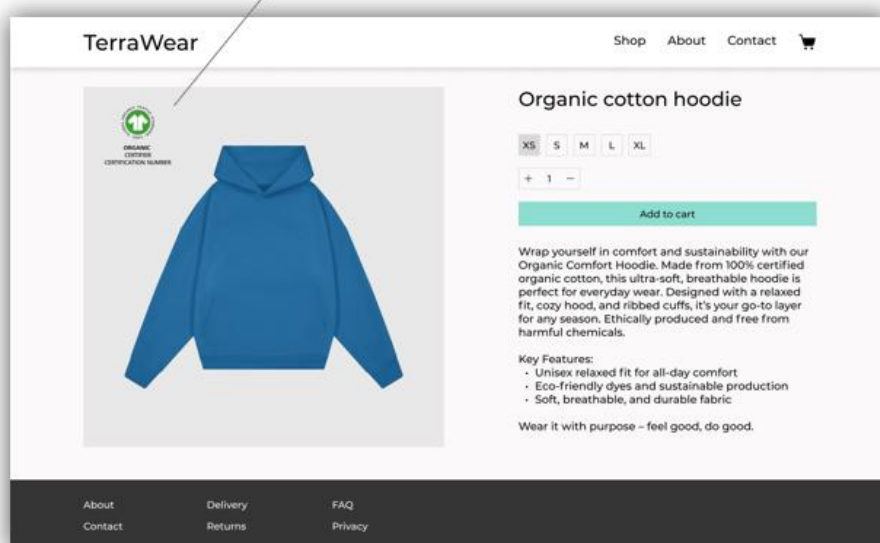 TerraWear
Shop About Contact
ORGANIC
CERTIFIER
CERTIFICATION NUMBER
Organic cotton hoodie
XS S M L XL
+ 1 −
Add to cart
Wrap yourself in comfort and sustainability with our
Organic Comfort Hoodie. Made from 100% certified
organic cotton, this ultra-soft, breathable hoodie is
perfect for everyday wear. Designed with a relaxed
fit, cozy hood, and ribbed cuffs, it's your go-to layer
for any season. Ethically produced and free from
harmful chemicals.
Key Features:
• Unisex relaxed fit for all-day comfort
• Eco-friendly dyes and sustainable production
• Soft, breathable, and durable fabric
Wear it with purpose – feel good, do good.
About Delivery FAQ
Contact Returns Privacy